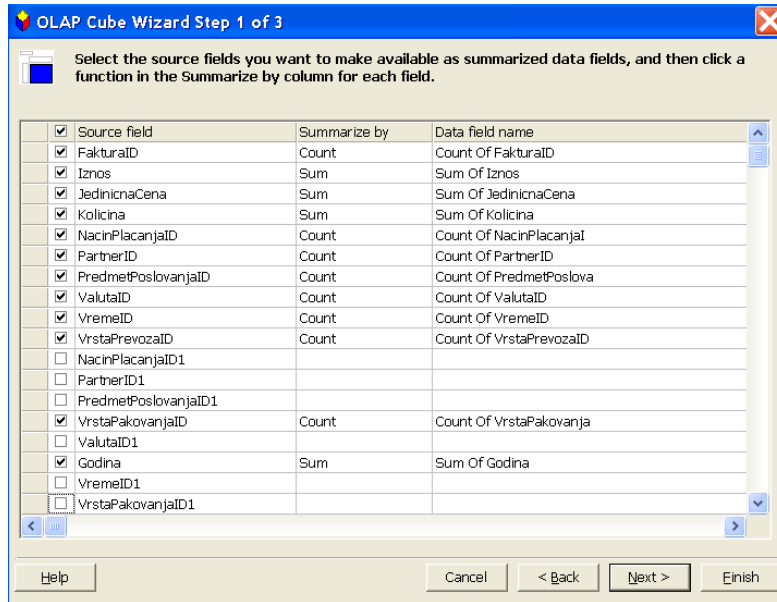 OLAP Cube Wizard Step 1 of 3
Select the source fields you want to make available as summarized data fields, and then click a
function in the Summarize by column for each field.
Source field Summarize by Data field name
FakturaID Count Count Of FakturaID
Iznos Sum Sum Of Iznos
JedinicnaCena Sum Sum Of JedinicnaCena
Kolicina Sum Sum Of Kolicina
NacinPlacanjaID Count Count Of NacinPlacanjaI
PartnerID Count Count Of PartnerID
PredmetPoslovanjaID Count Count Of PredmetPoslova
ValutaID Count Count Of ValutaID
VremeID Count Count Of VremeID
VrstaPrevozaID Count Count Of VrstaPrevozaID
NacinPlacanjaID1
PartnerID1
PredmetPoslovanjaID1
VrstaPakovanjaID Count Count Of VrstaPakovanja
ValutaID1
Godina Sum Sum Of Godina
VremeID1
VrstaPakovanjaID1
Help Cancel < Back Next > Finish